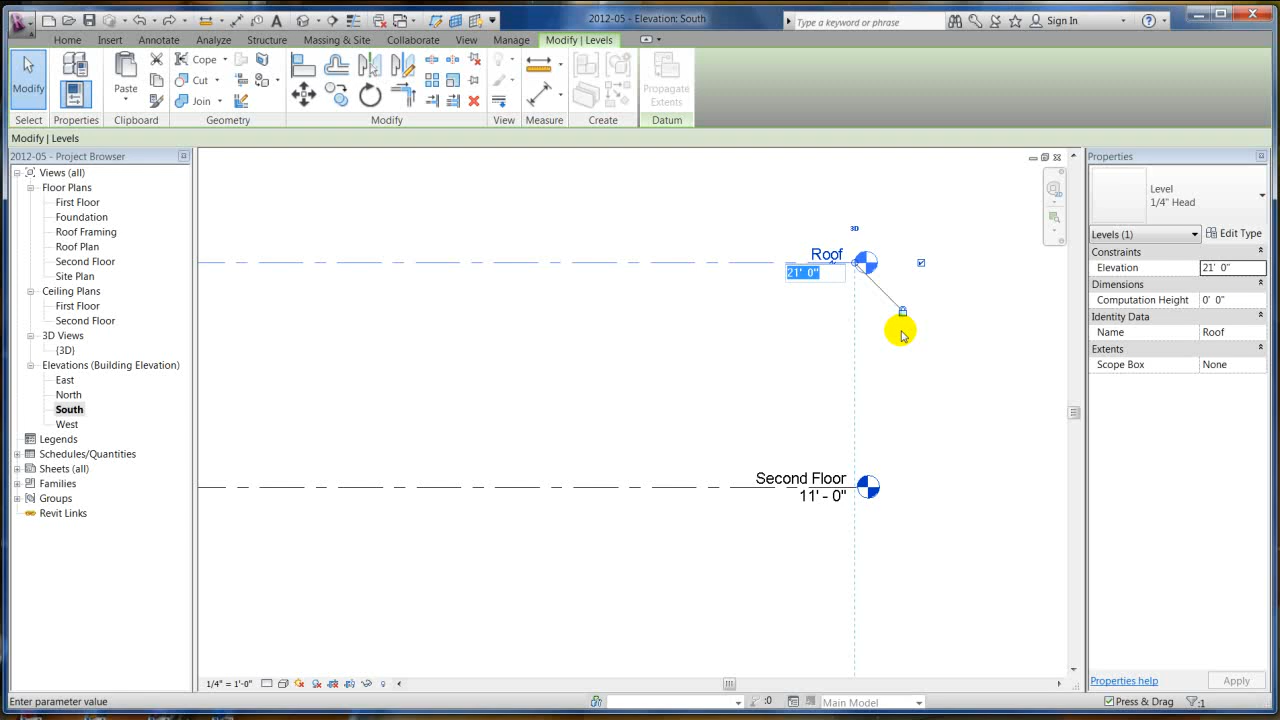 2012-05 - Elevation: South
Type a keyword or phrase
Sign In
Home Insert Annotate Analyze Structure Massing & Site Collaborate View Manage Modify | Levels
Modify
Paste
Cope
Cut
Join
Propagate
Extents
Select Properties Clipboard Geometry Modify View Measure Create Datum
Modify | Levels
2012-05 - Project Browser
Views (all)
Floor Plans
First Floor
Foundation
Roof Framing
Roof Plan
Second Floor
Site Plan
Ceiling Plans
First Floor
Second Floor
3D Views
{3D}
Elevations (Building Elevation)
East
North
South
West
Legends
Schedules/Quantities
Sheets (all)
Families
Groups
Revit Links
3D
Roof
21' 0"
Second Floor
11' - 0"
Properties
Level
1/4" Head
Levels (1)
Edit Type
Constraints
Elevation 21' 0"
Dimensions
Computation Height 0' 0"
Identity Data
Name Roof
Extents
Scope Box None
Properties help
Apply
1/4" = 1'-0"
Enter parameter value
:0
Main Model
Press & Drag
:1